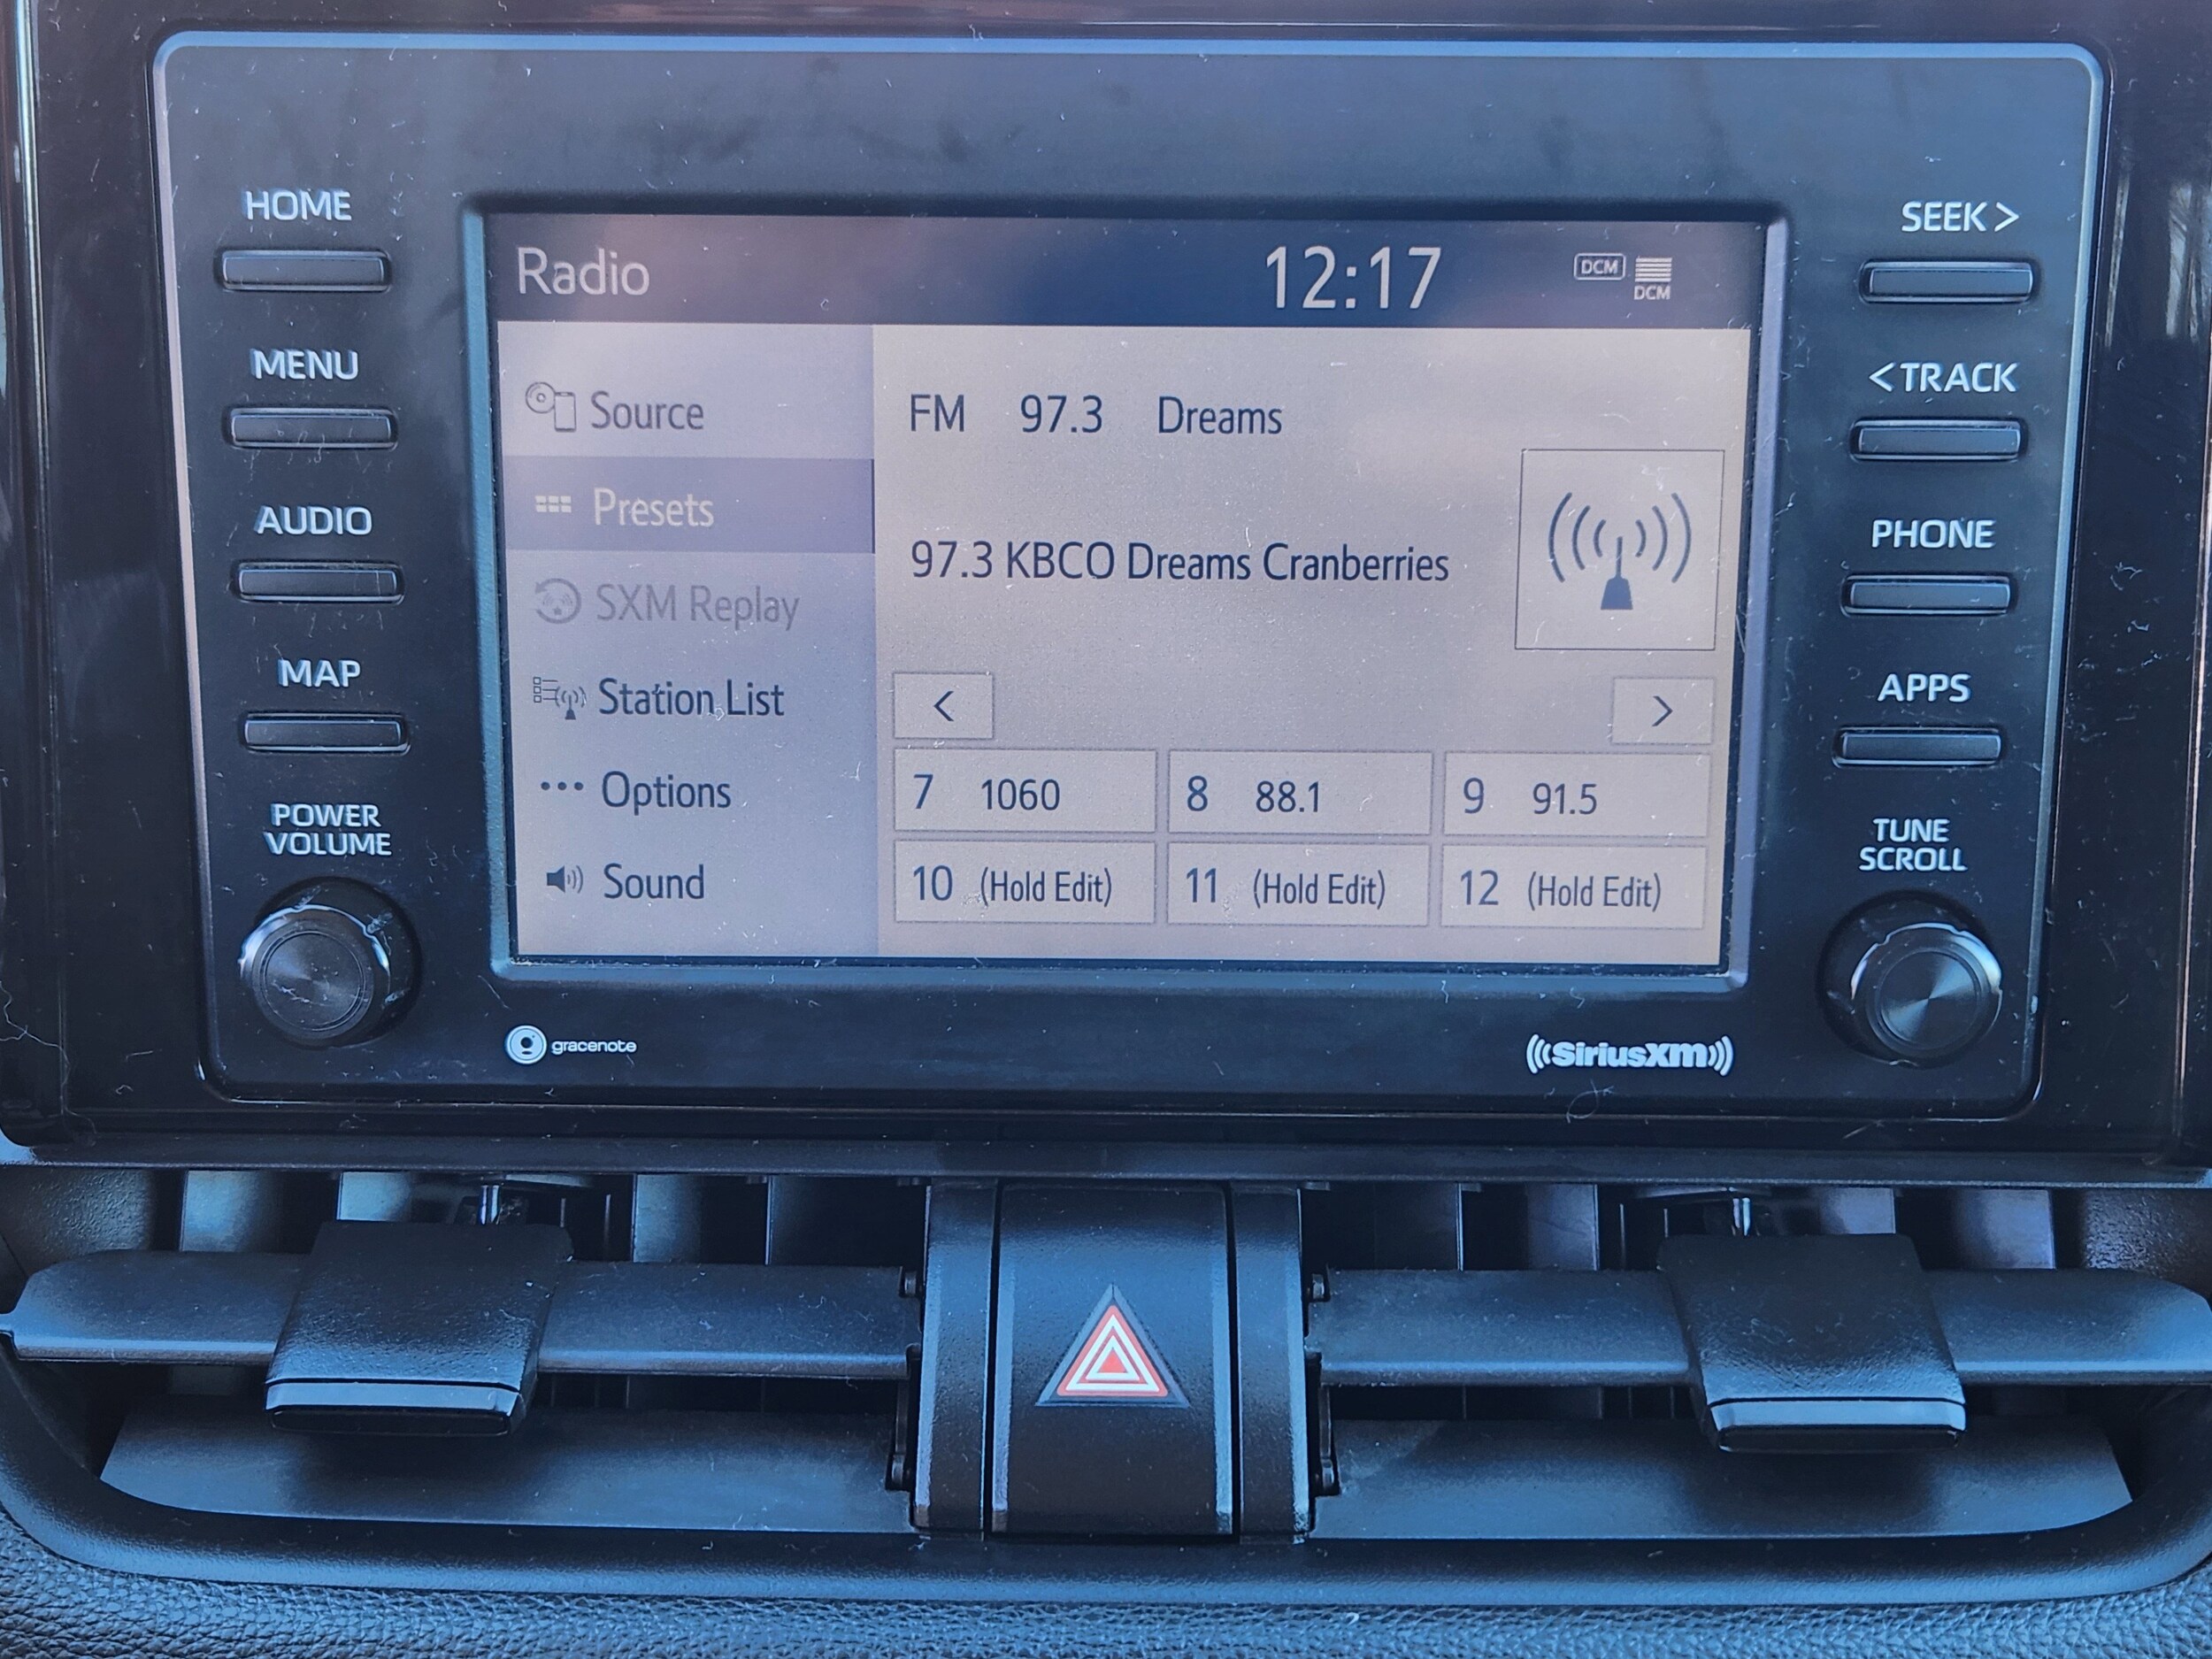 HOME
MENU
AUDIO
MAP
POWER
VOLUME
Radio
12:17
DCM
DCM
Source
Presets
SXM Replay
Station List
Options
Sound
FM 97.3 Dreams
97.3 KBCO Dreams Cranberries
<
>
7 1060
8 88.1
9 91.5
10 (Hold Edit)
11 (Hold Edit)
12 (Hold Edit)
SEEK >
< TRACK
PHONE
APPS
TUNE
SCROLL
gracenote
((SiriusXM))